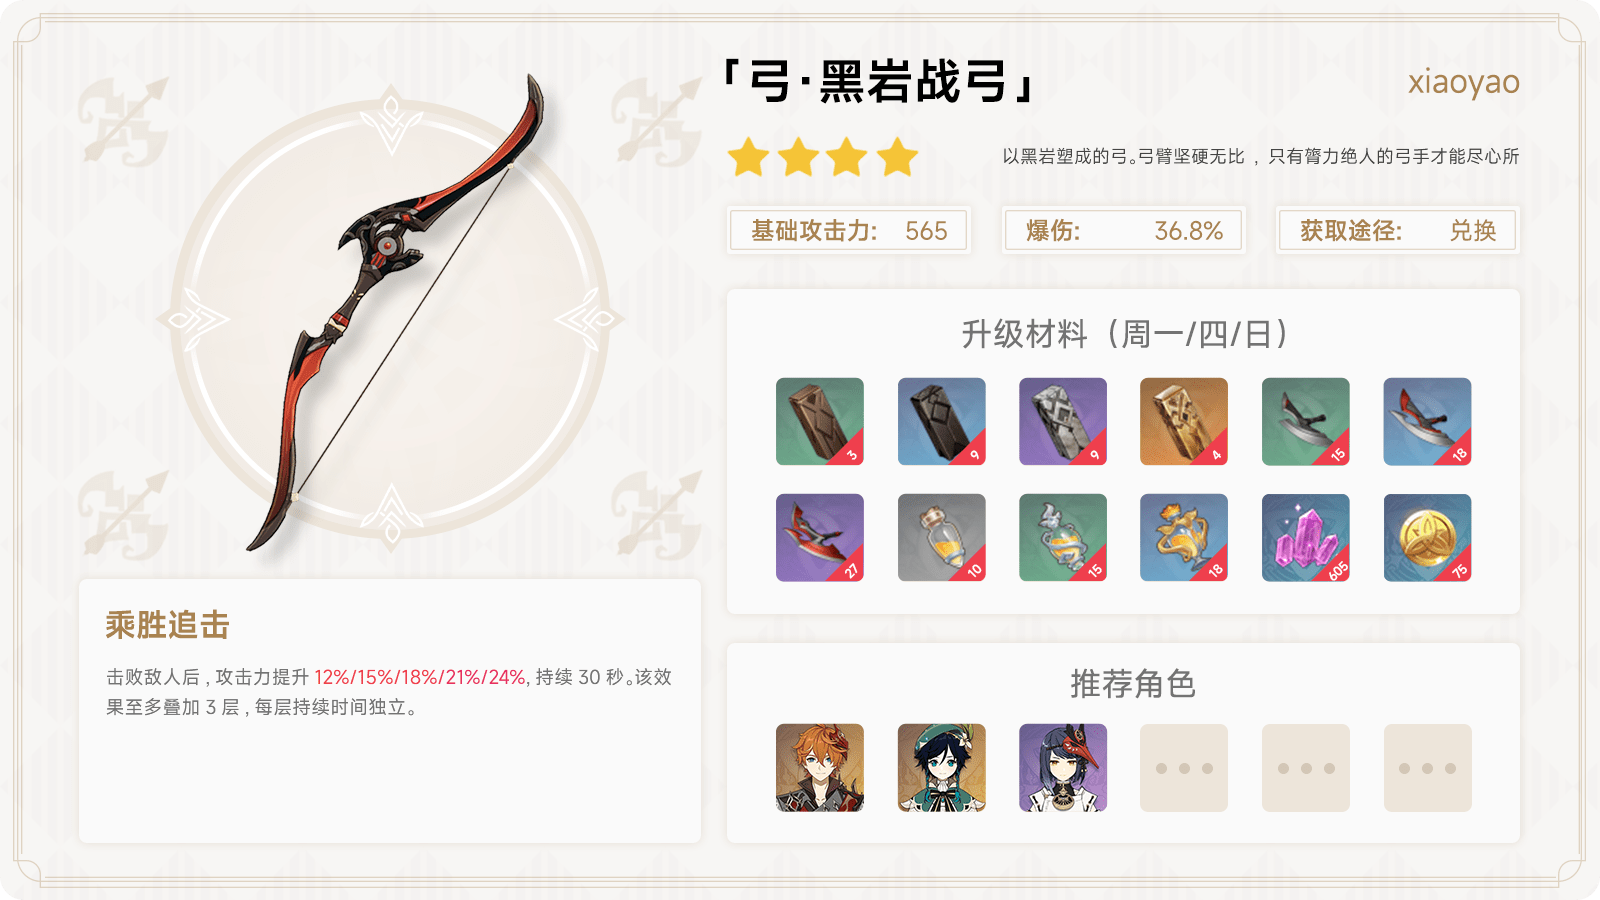 「弓·黑岩战弓」
xiaoyao
以黑岩塑成的弓。弓臂坚硬无比，只有膂力绝人的弓手才能尽心所
基础攻击力: 565
爆伤: 36.8%
获取途径: 兑换
升级材料（周一/四/日）
3 9 9 4 15 18
27 10 15 18 605 75
乘胜追击
击败敌人后，攻击力提升 12%/15%/18%/21%/24%, 持续 30 秒。该效
果至多叠加 3 层，每层持续时间独立。
推荐角色